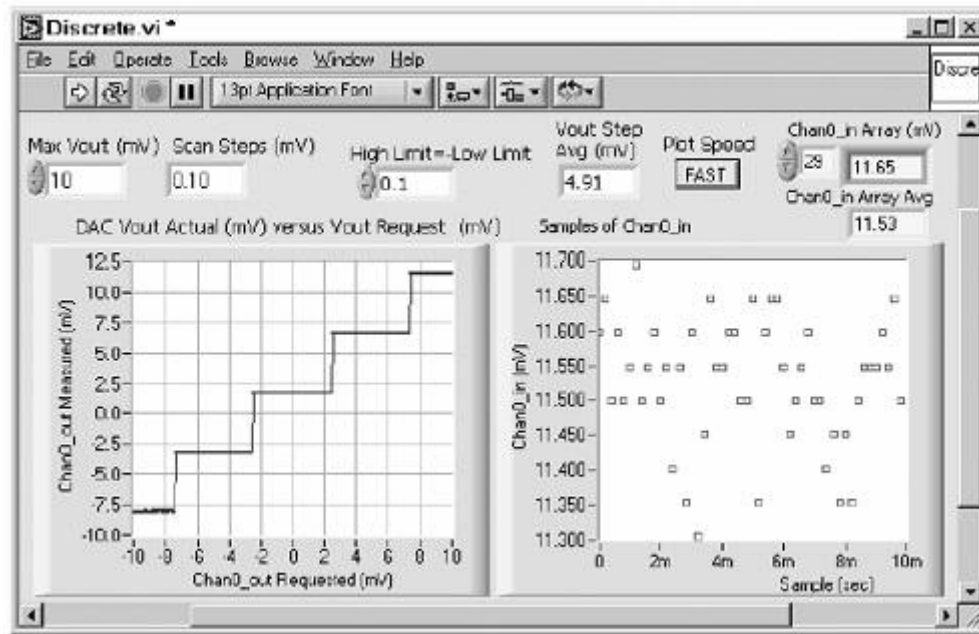 Discrete.vi *
File Edit Operate Tools Browse Window Help
13pt Application Font
Discre
Max Vout (mV) Scan Steps (mV) High Limit=-Low Limit Vout Step Avg (mV) Plot Speed Chan0_in Array (mV)
10 0.10 0.1 4.91 FAST 29 11.65
Chan0_in Array Avg
11.53
DAC Vout Actual (mV) versus Vout Request (mV)
12.5
10.0
7.5
5.0
2.5
0.0
-2.5
-5.0
-7.5
-10.0
Chan0_out Measured (mV)
-10 -8 -6 -4 -2 0 2 4 6 8 10
Chan0_out Requested (mV)
Samples of Chan0_in
11.700
11.650
11.600
11.550
11.500
11.450
11.400
11.350
11.300
Chan0_in (mV)
0 2m 4m 6m 8m 10m
Sample (sec)